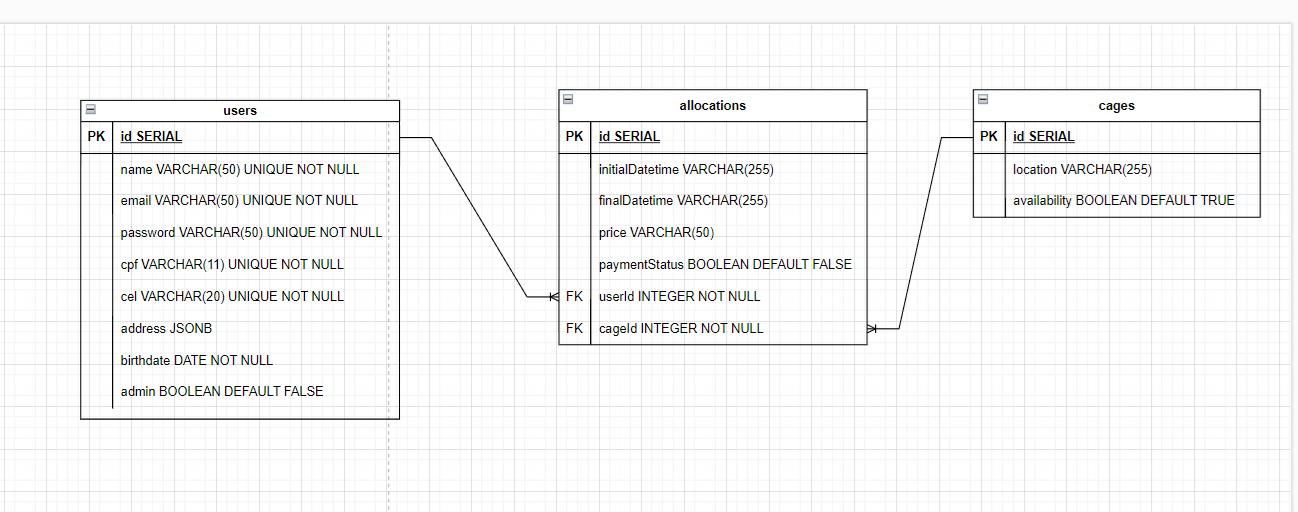 users
PK id SERIAL
name VARCHAR(50) UNIQUE NOT NULL
email VARCHAR(50) UNIQUE NOT NULL
password VARCHAR(50) UNIQUE NOT NULL
cpf VARCHAR(11) UNIQUE NOT NULL
cel VARCHAR(20) UNIQUE NOT NULL
address JSONB
birthdate DATE NOT NULL
admin BOOLEAN DEFAULT FALSE
allocations
PK id SERIAL
initialDatetime VARCHAR(255)
finalDatetime VARCHAR(255)
price VARCHAR(50)
paymentStatus BOOLEAN DEFAULT FALSE
FK userId INTEGER NOT NULL
FK cageId INTEGER NOT NULL
cages
PK id SERIAL
location VARCHAR(255)
availability BOOLEAN DEFAULT TRUE